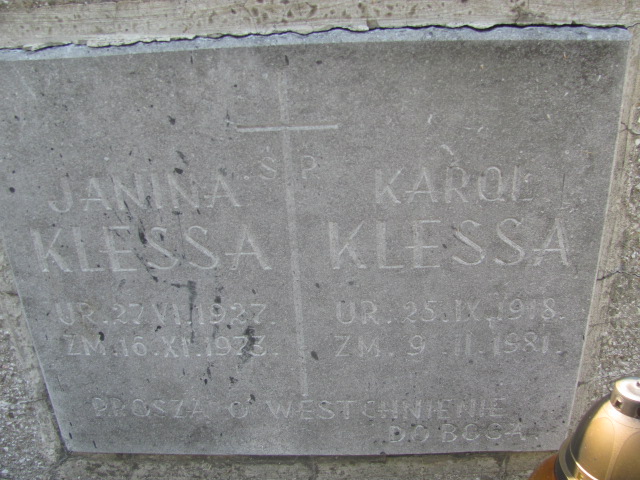 Ś P
JANINA
KLESSA
UR. 27 VI. 1927.
ZM. 16. XI. 1973.
KAROL
KLESSA
UR. 25. IX. 1918.
ZM. 9 II. 1981.
O WESTCHNIENIE
DO BOGA